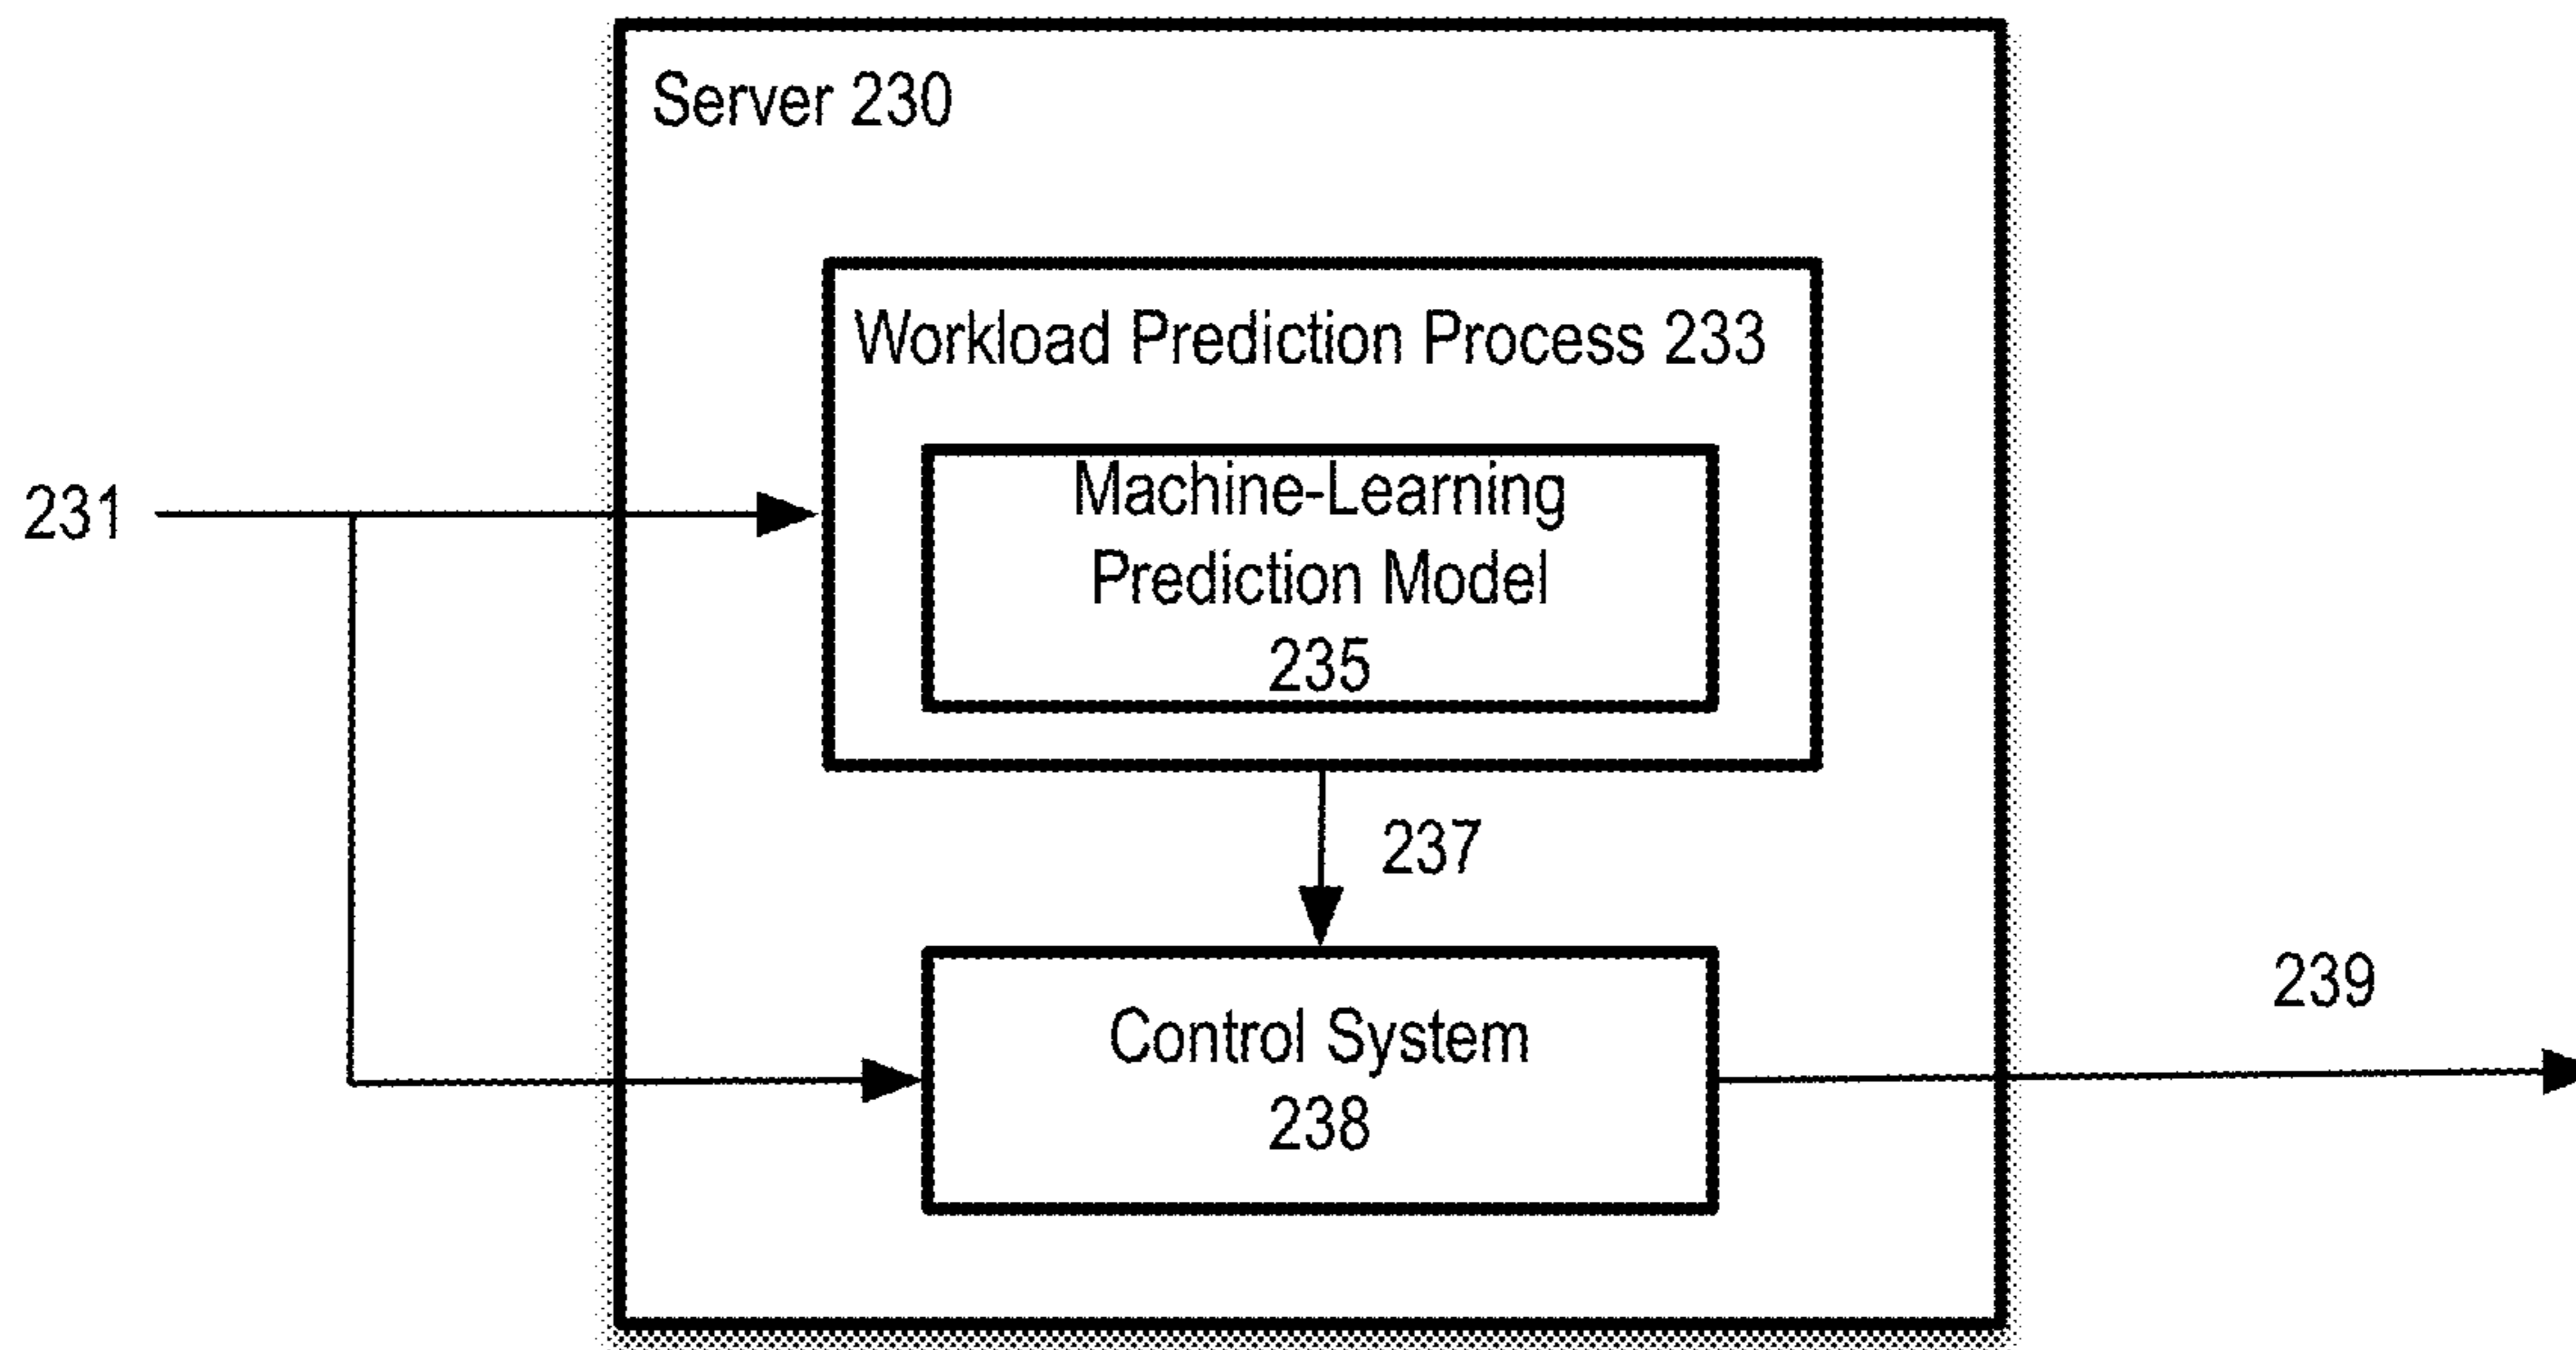 Server 230
Workload Prediction Process 233
Machine-Learning
Prediction Model
235
231
237
Control System
238
239